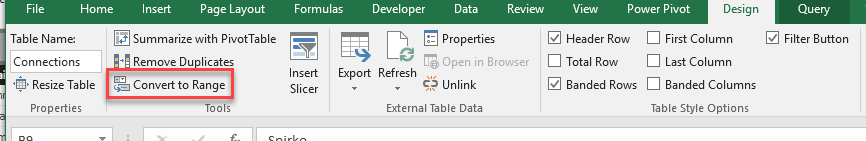 File Home Insert Page Layout Formulas Developer Data Review View Power Pivot Design Query
Table Name: Summarize with PivotTable Properties Header Row First Column Filter Button
Connections Remove Duplicates Open in Browser Total Row Last Column
Resize Table Convert to Range Insert Slicer Export Refresh Unlink Banded Rows Banded Columns
Properties Tools External Table Data Table Style Options